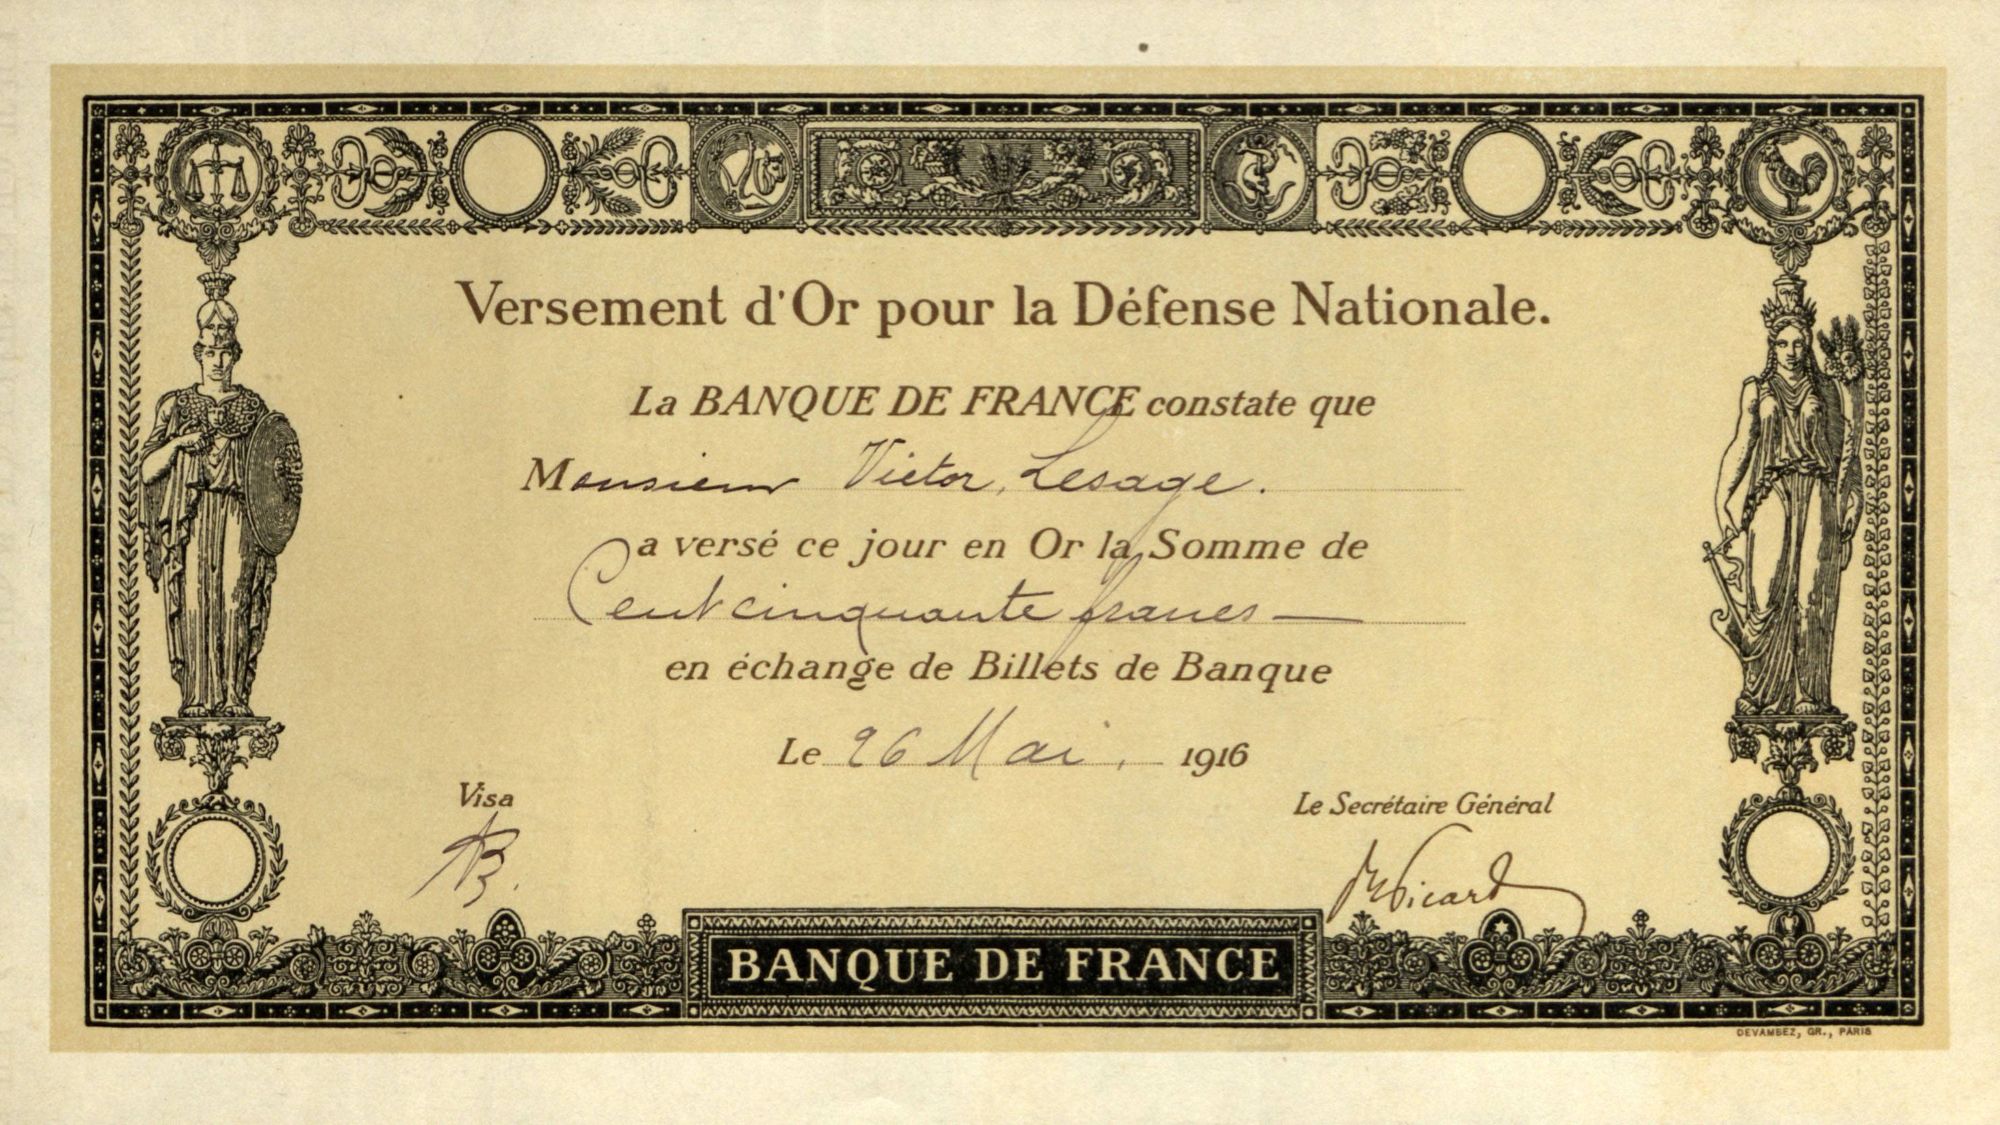 Versement d'Or pour la Défense Nationale.
La BANQUE DE FRANCE constate que
Monsieur Victor Lesage.
a versé ce jour en Or la Somme de
Cent cinquante francs —
en échange de Billets de Banque
Le 26 Mai 1916
Visa
Le Secrétaire Général
Picard
BANQUE DE FRANCE
DEVAMBEZ, GR., PARIS